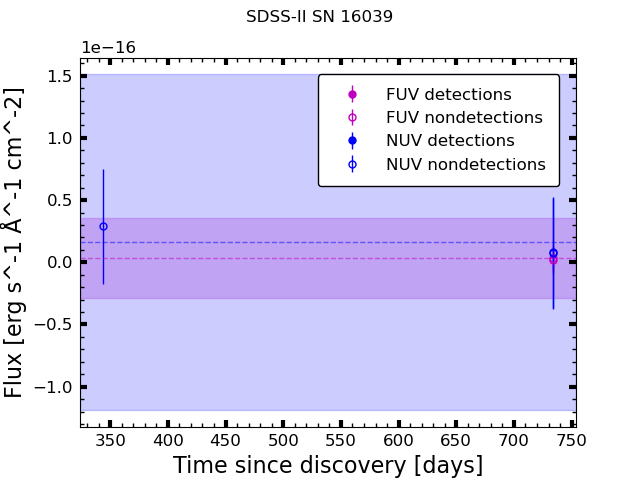 SDSS-II SN 16039
1e−16
1.5
1.0
0.5
0.0
−0.5
−1.0
Flux [erg s^-1 Å^-1 cm^-2]
FUV detections
FUV nondetections
NUV detections
NUV nondetections
350 400 450 500 550 600 650 700 750
Time since discovery [days]